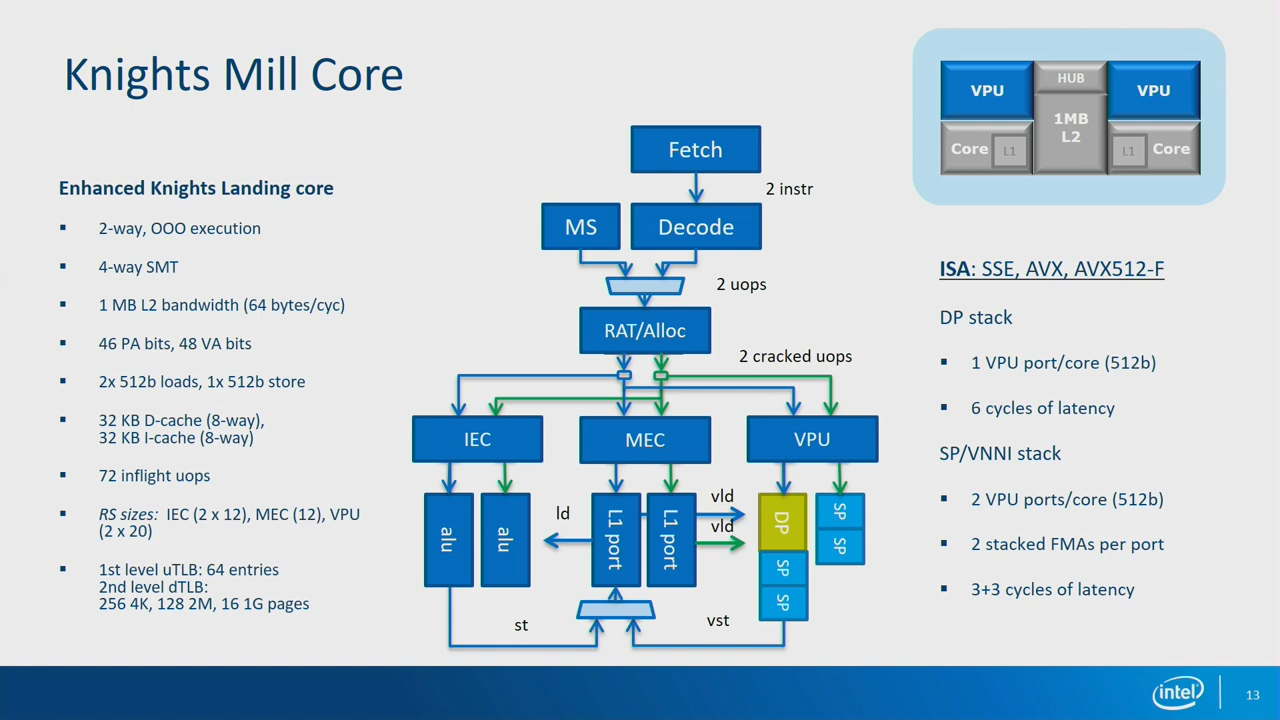 Knights Mill Core
Enhanced Knights Landing core
▪ 2-way, OOO execution
▪ 4-way SMT
▪ 1 MB L2 bandwidth (64 bytes/cyc)
▪ 46 PA bits, 48 VA bits
▪ 2x 512b loads, 1x 512b store
▪ 32 KB D-cache (8-way),
32 KB I-cache (8-way)
▪ 72 inflight uops
▪ RS sizes: IEC (2 x 12), MEC (12), VPU
(2 x 20)
▪ 1st level uTLB: 64 entries
2nd level dTLB:
256 4K, 128 2M, 16 1G pages
Fetch
2 instr
MS
Decode
2 uops
RAT/Alloc
2 cracked uops
IEC
MEC
VPU
alu
alu
ld
L1 port
L1 port
vld
vld
DP
SP
SP
SP
SP
st
vst
VPU
HUB
VPU
1MB
L2
Core
L1
L1
Core
ISA: SSE, AVX, AVX512-F
DP stack
▪ 1 VPU port/core (512b)
▪ 6 cycles of latency
SP/VNNI stack
▪ 2 VPU ports/core (512b)
▪ 2 stacked FMAs per port
▪ 3+3 cycles of latency
intel
13